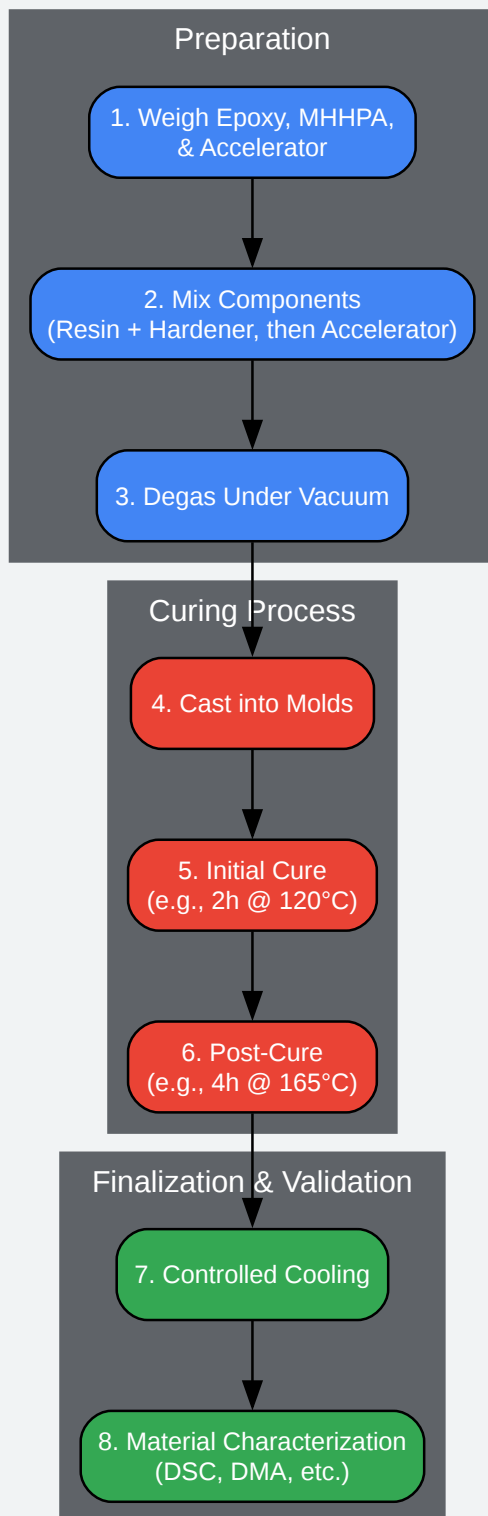 Preparation
1. Weigh Epoxy, MHHPA,
& Accelerator
2. Mix Components
(Resin + Hardener, then Accelerator)
3. Degas Under Vacuum
Curing Process
4. Cast into Molds
5. Initial Cure
(e.g., 2h @ 120°C)
6. Post-Cure
(e.g., 4h @ 165°C)
Finalization & Validation
7. Controlled Cooling
8. Material Characterization
(DSC, DMA, etc.)